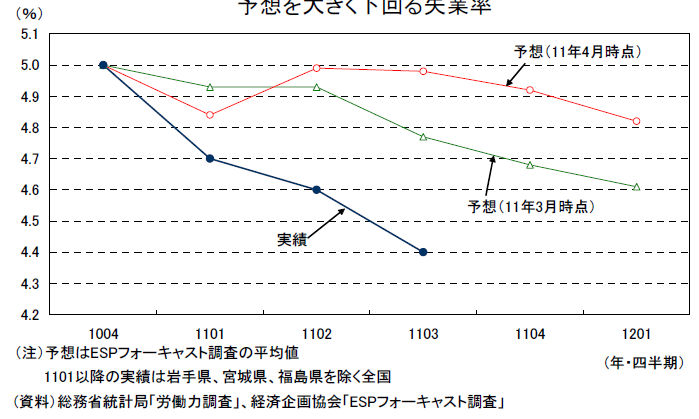 予想を大きく下回る失業率
（%）
5.1
5.0
4.9
4.8
4.7
4.6
4.5
4.4
4.3
4.2
予想（11年4月時点）
予想（11年3月時点）
実績
1004 1101 1102 1103 1104 1201
（年・四半期）
（注）予想はESPフォーキャスト調査の平均値
1101以降の実績は岩手県、宮城県、福島県を除く全国
（資料）総務省統計局「労働力調査」、経済企画協会「ESPフォーキャスト調査」